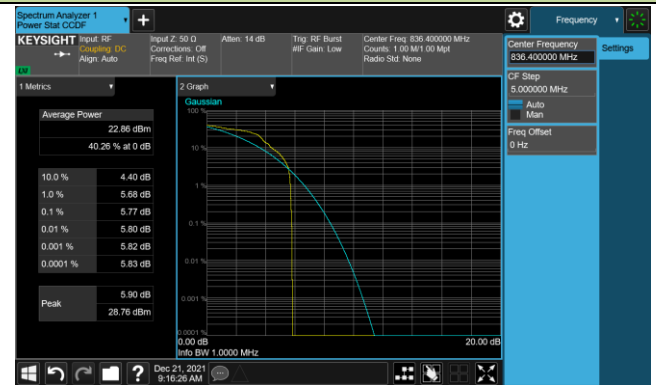 Spectrum Analyzer 1
Power Stat CCDF
Frequency
KEYSIGHT
Input: RF
Coupling: DC
Align: Auto
Input Z: 50 Ω
Corrections: Off
Freq Ref: Int (S)
Atten: 14 dB
Trig: RF Burst
#IF Gain: Low
Center Freq: 836.400000 MHz
Counts: 1.00 M/1.00 Mpt
Radio Std: None
LXI
Center Frequency
836.400000 MHz
Settings
CF Step
5.000000 MHz
Auto
Man
Freq Offset
0 Hz
1 Metrics
Average Power
22.86 dBm
40.26 % at 0 dB
10.0 % 4.40 dB
1.0 % 5.68 dB
0.1 % 5.77 dB
0.01 % 5.80 dB
0.001 % 5.82 dB
0.0001 % 5.83 dB
Peak
5.90 dB
28.76 dBm
2 Graph
Gaussian
100 %
10 %
1 %
0.1 %
0.01 %
0.001 %
0.0001 %
0.00 dB 20.00 dB
Info BW 1.0000 MHz
Dec 21, 2021
9:16:26 AM